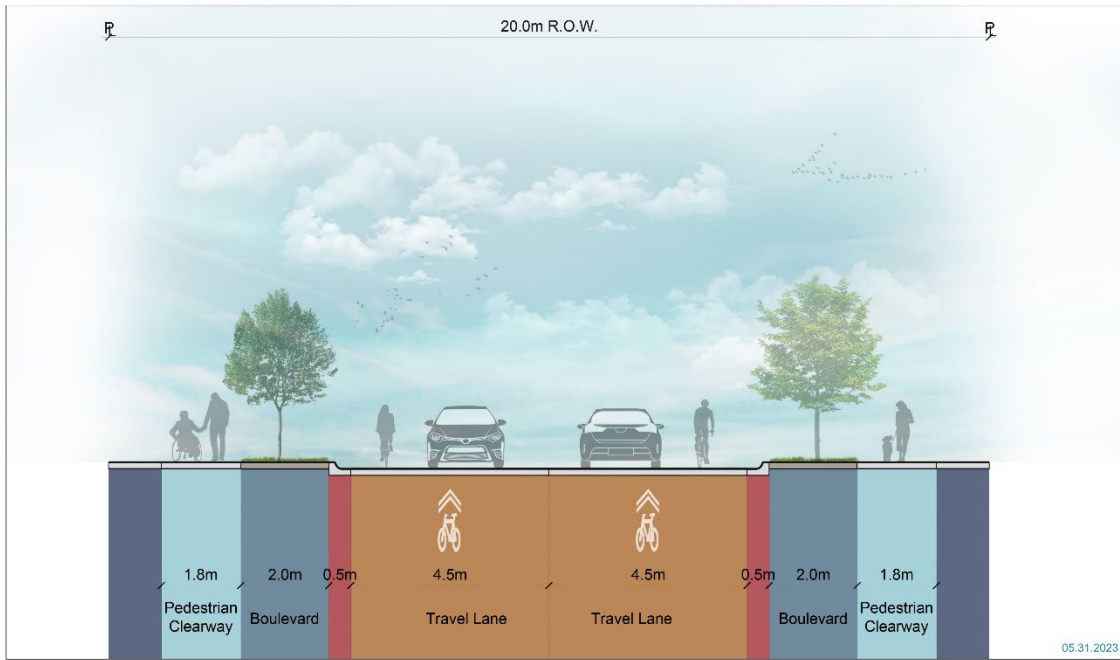 20.0m R.O.W.
PL
PL
1.8m
2.0m
0.5m
4.5m
4.5m
0.5m
2.0m
1.8m
Pedestrian
Clearway
Boulevard
Travel Lane
Travel Lane
Boulevard
Pedestrian
Clearway
05.31.2023